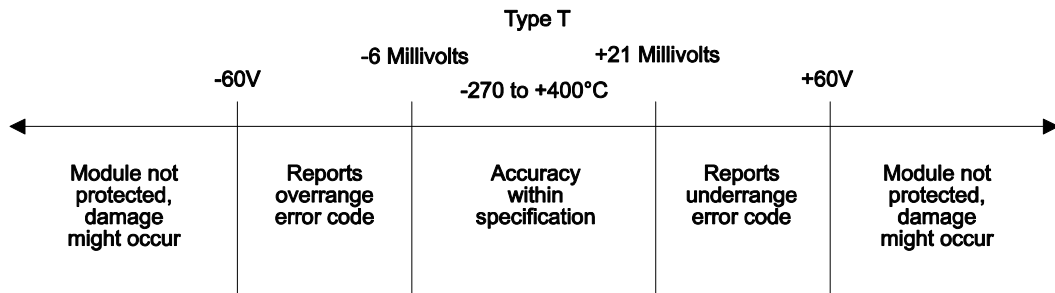 Type T
-6 Millivolts
+21 Millivolts
-60V
-270 to +400°C
+60V
Module not
protected,
damage
might occur
Reports
overrange
error code
Accuracy
within
specification
Reports
underrange
error code
Module not
protected,
damage
might occur